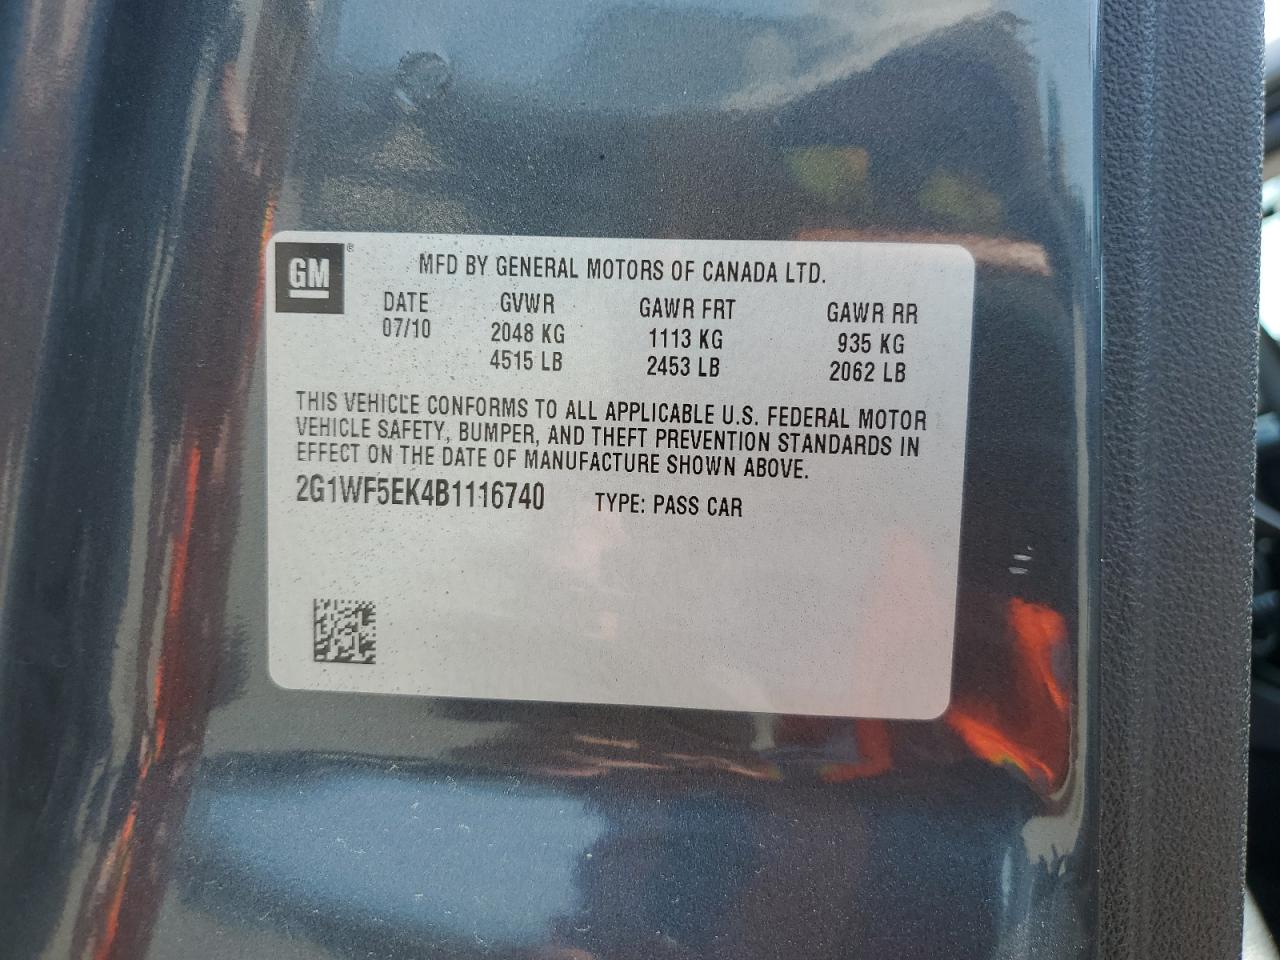 GM ®
MFD BY GENERAL MOTORS OF CANADA LTD.
DATE GVWR GAWR FRT GAWR RR
07/10 2048 KG 1113 KG 935 KG
4515 LB 2453 LB 2062 LB
THIS VEHICLE CONFORMS TO ALL APPLICABLE U.S. FEDERAL MOTOR
VEHICLE SAFETY, BUMPER, AND THEFT PREVENTION STANDARDS IN
EFFECT ON THE DATE OF MANUFACTURE SHOWN ABOVE.
2G1WF5EK4B1116740 TYPE: PASS CAR